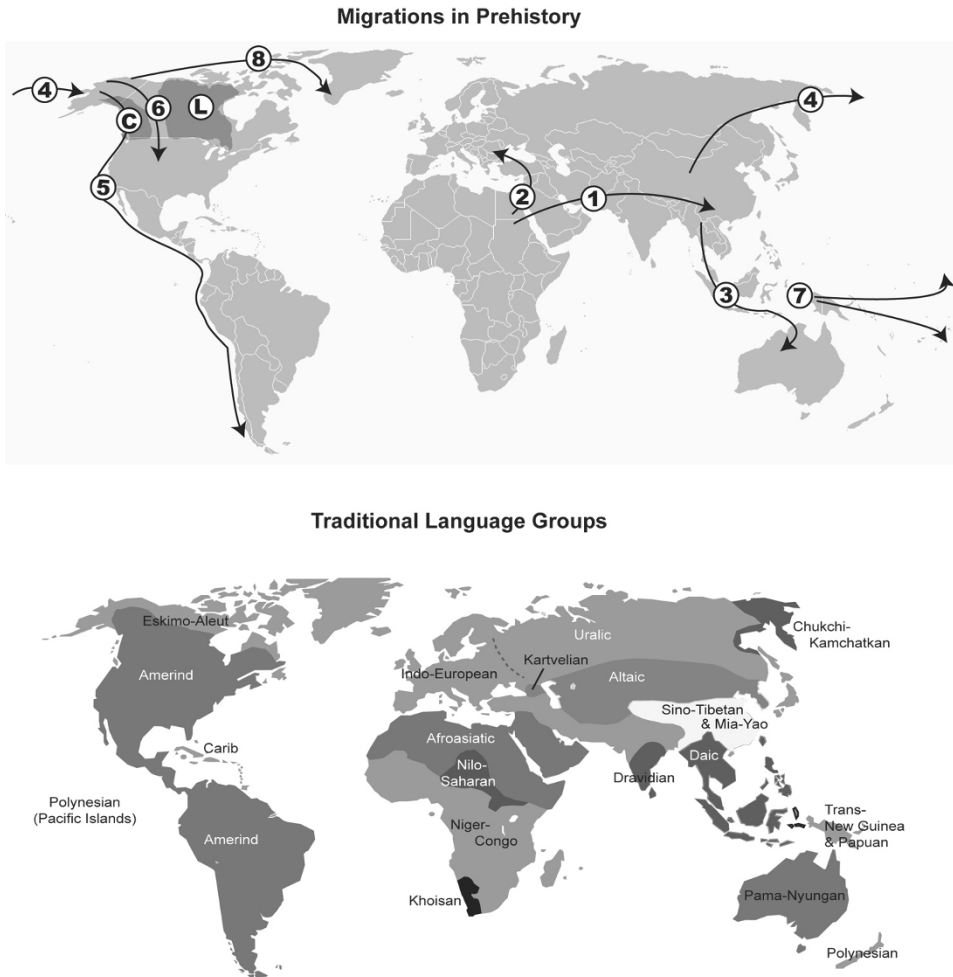 Migrations in Prehistory
8
4
4
6
L
C
5
2
1
3
7
Traditional Language Groups
Eskimo-Aleut
Chukchi-
Kamchatkan
Uralic
Kartvelian
Amerind
Indo-European
Altaic
Sino-Tibetan
& Mia-Yao
Afroasiatic
Carib
Daic
Nilo-
Saharan
Dravidian
Polynesian
(Pacific Islands)
Trans-
New Guinea
& Papuan
Niger-
Congo
Amerind
Khoisan
Pama-Nyungan
Polynesian